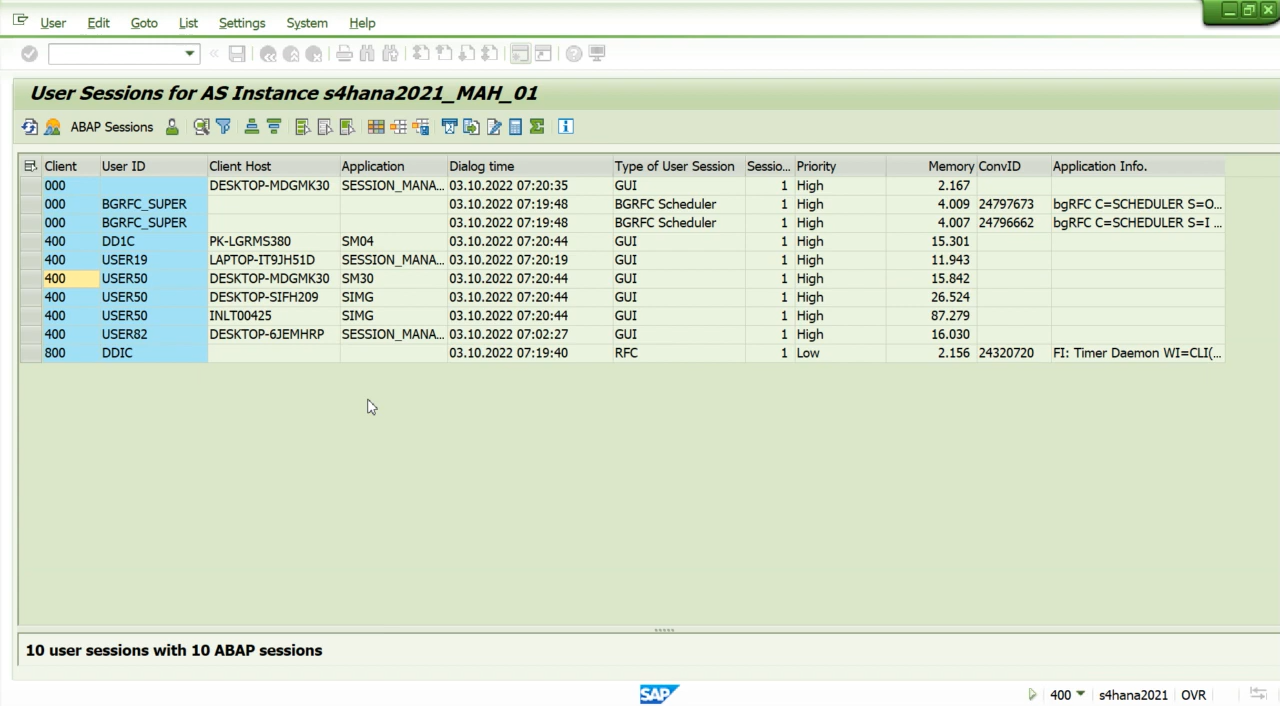 User Edit Goto List Settings System Help
User Sessions for AS Instance s4hana2021_MAH_01
ABAP Sessions
Client User ID Client Host Application Dialog time Type of User Session Sessio... Priority Memory ConvID Application Info.
000 DESKTOP-MDGMK30 SESSION_MANA... 03.10.2022 07:20:35 GUI 1 High 2.167
000 BGRFC_SUPER 03.10.2022 07:19:48 BGRFC Scheduler 1 High 4.009 24797673 bgRFC C=SCHEDULER S=O...
000 BGRFC_SUPER 03.10.2022 07:19:48 BGRFC Scheduler 1 High 4.007 24796662 bgRFC C=SCHEDULER S=I ...
400 DD1C PK-LGRMS380 SM04 03.10.2022 07:20:44 GUI 1 High 15.301
400 USER19 LAPTOP-IT9JH51D SESSION_MANA... 03.10.2022 07:20:19 GUI 1 High 11.943
400 USER50 DESKTOP-MDGMK30 SM30 03.10.2022 07:20:44 GUI 1 High 15.842
400 USER50 DESKTOP-SIFH209 SIMG 03.10.2022 07:20:44 GUI 1 High 26.524
400 USER50 INLT00425 SIMG 03.10.2022 07:20:44 GUI 1 High 87.279
400 USER82 DESKTOP-6JEMHRP SESSION_MANA... 03.10.2022 07:02:27 GUI 1 High 16.030
800 DDIC 03.10.2022 07:19:40 RFC 1 Low 2.156 24320720 FI: Timer Daemon WI=CLI(...
10 user sessions with 10 ABAP sessions
SAP 400 s4hana2021 OVR